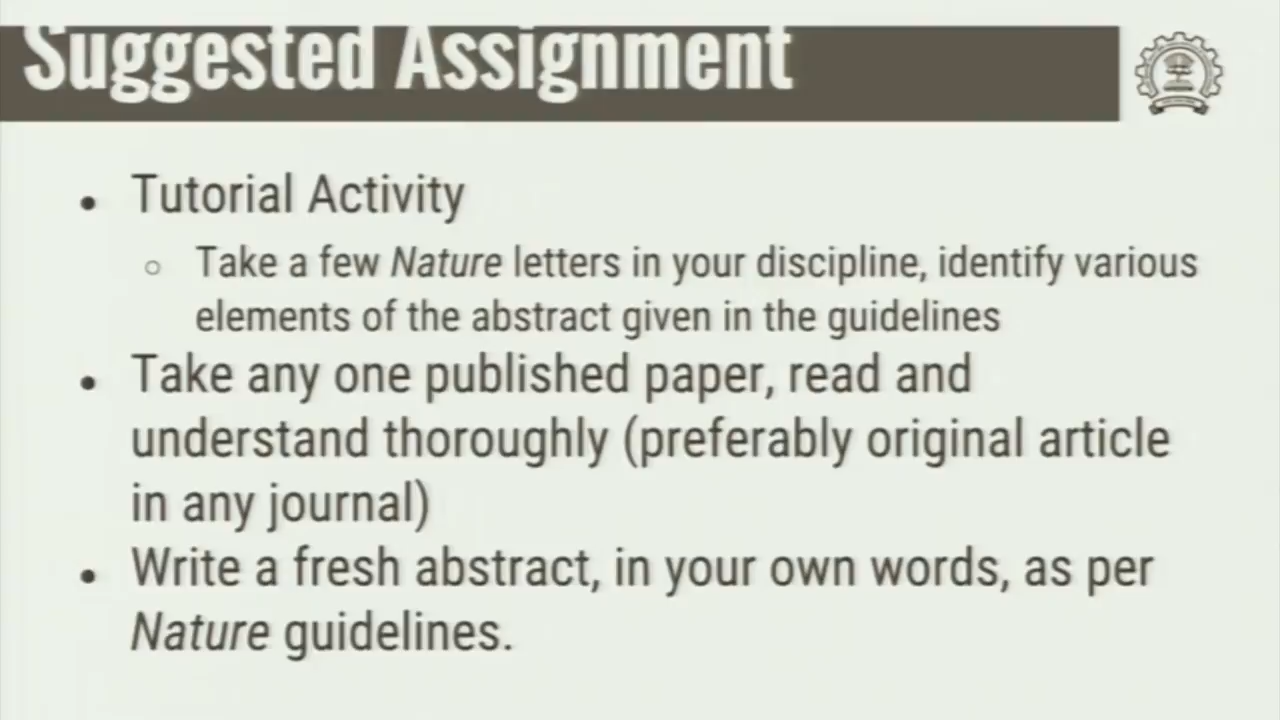 Suggested Assignment
• Tutorial Activity
○ Take a few Nature letters in your discipline, identify various
elements of the abstract given in the guidelines
• Take any one published paper, read and
understand thoroughly (preferably original article
in any journal)
• Write a fresh abstract, in your own words, as per
Nature guidelines.